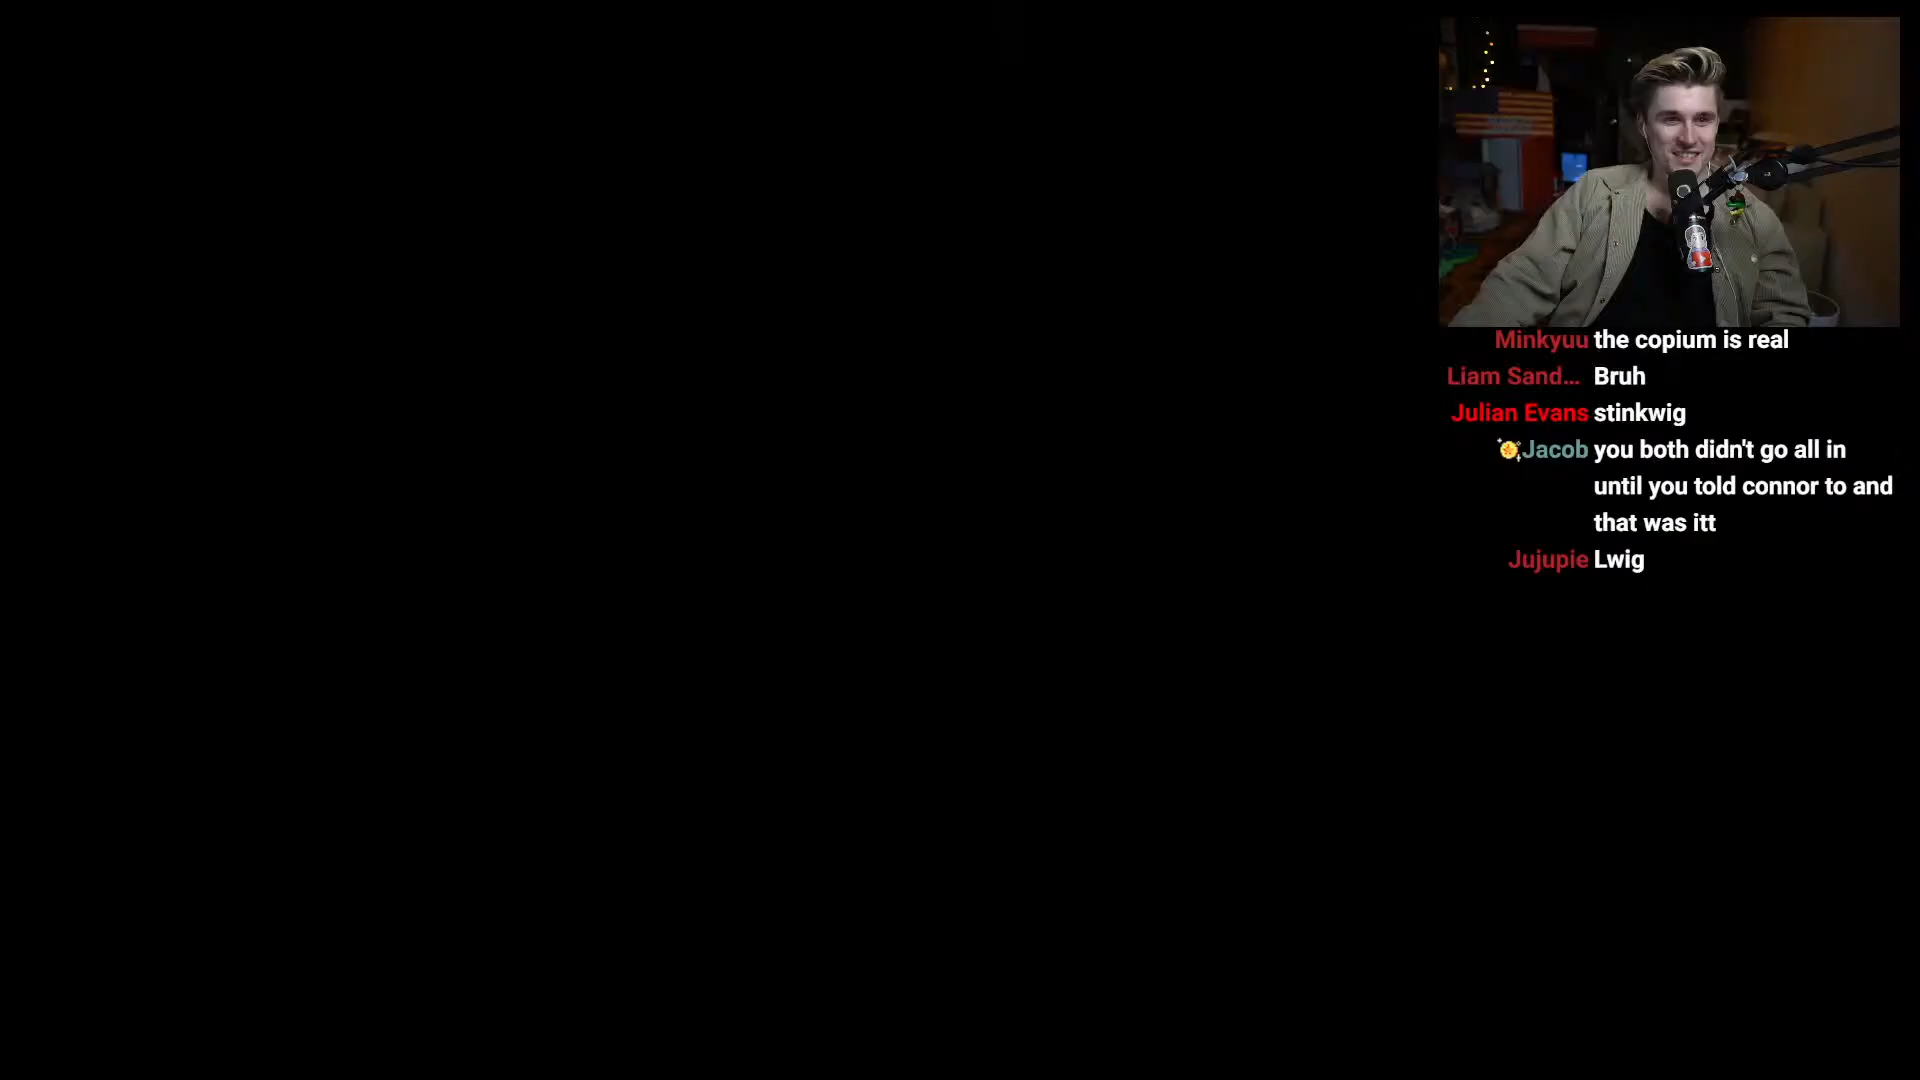 Minkyuu the copium is real
Liam Sand... Bruh
Julian Evans stinkwig
Jacob you both didn't go all in
until you told connor to and
that was itt
Jujupie Lwig